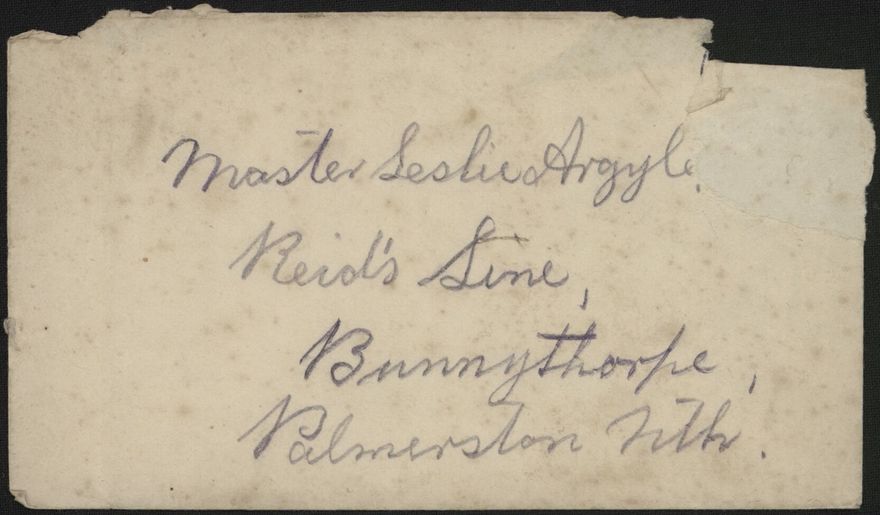 Master Leslie Argyle
Reid's Line,
Bunnythorpe,
Palmerston Nth.